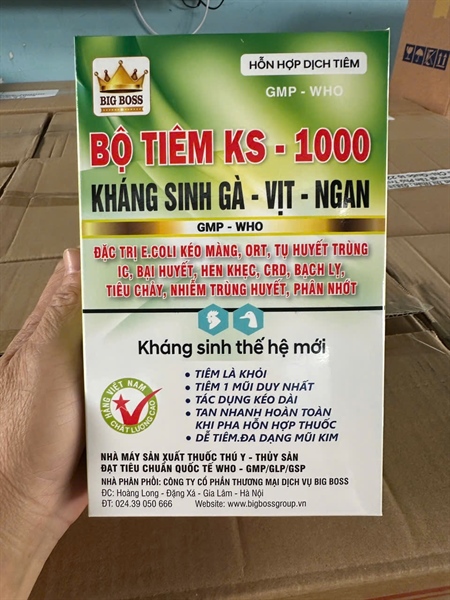 BIG BOSS
HỖN HỢP DỊCH TIÊM
GMP - WHO
BỘ TIÊM KS - 1000
KHÁNG SINH GÀ - VỊT - NGAN
GMP - WHO
ĐẶC TRỊ E.COLI KÉO MÀNG, ORT, TỤ HUYẾT TRÙNG
IC, BẠI HUYẾT, HEN KHẸC, CRD, BẠCH LỴ,
TIÊU CHẢY, NHIỄM TRÙNG HUYẾT, PHÂN NHỚT
Kháng sinh thế hệ mới
• TIÊM LÀ KHỎI
• TIÊM 1 MŨI DUY NHẤT
• TÁC DỤNG KÉO DÀI
• TAN NHANH HOÀN TOÀN
KHI PHA HỖN HỢP THUỐC
• DỄ TIÊM.ĐA DẠNG MŨI KIM
HÀNG VIỆT NAM
CHẤT LƯỢNG CAO
NHÀ MÁY SẢN XUẤT THUỐC THÚ Y - THỦY SẢN
ĐẠT TIÊU CHUẨN QUỐC TẾ WHO - GMP/GLP/GSP
NHÀ PHÂN PHỐI: CÔNG TY CỔ PHẦN THƯƠNG MẠI DỊCH VỤ BIG BOSS
ĐC: Hoàng Long - Đặng Xá - Gia Lâm - Hà Nội
ĐT: 024.39 050 666 Website: www.bigbossgroup.vn